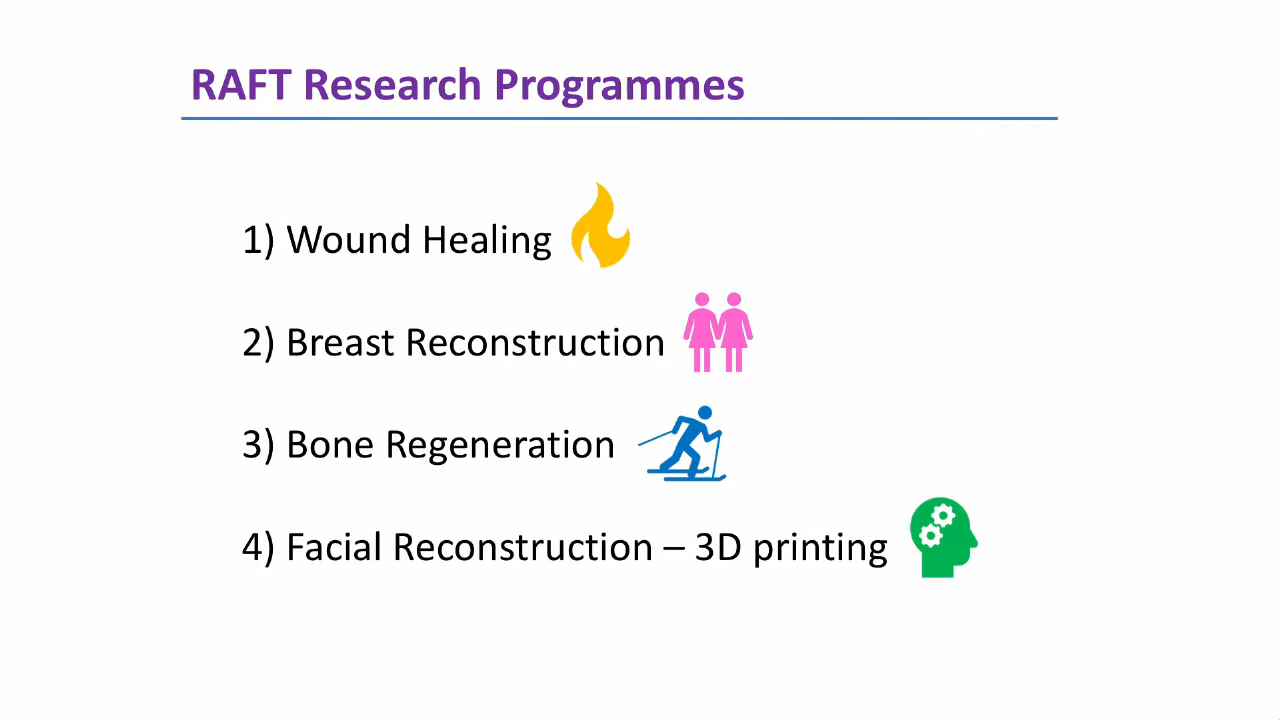 RAFT Research Programmes
1) Wound Healing
2) Breast Reconstruction
3) Bone Regeneration
4) Facial Reconstruction – 3D printing